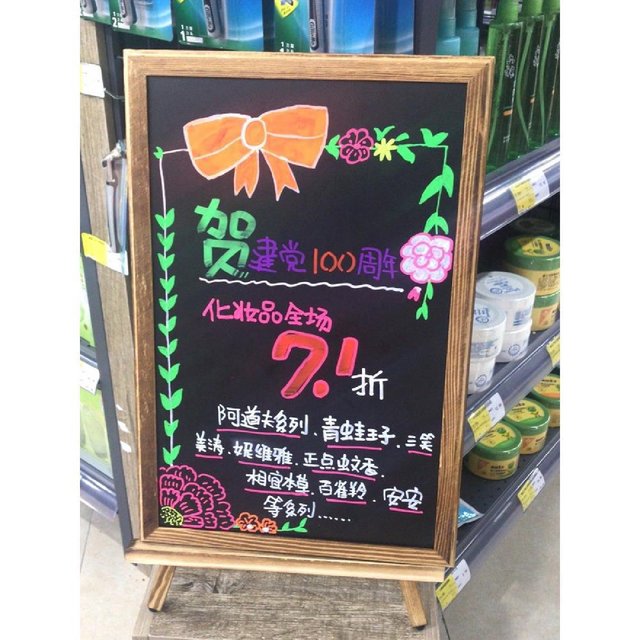 贺建党100周年
化妆品全场
7.1折
阿道夫系列、青蛙王子、三笑
美涛、妮维雅、正点蚊香、
相宜本草、百雀羚、安安
等系列......